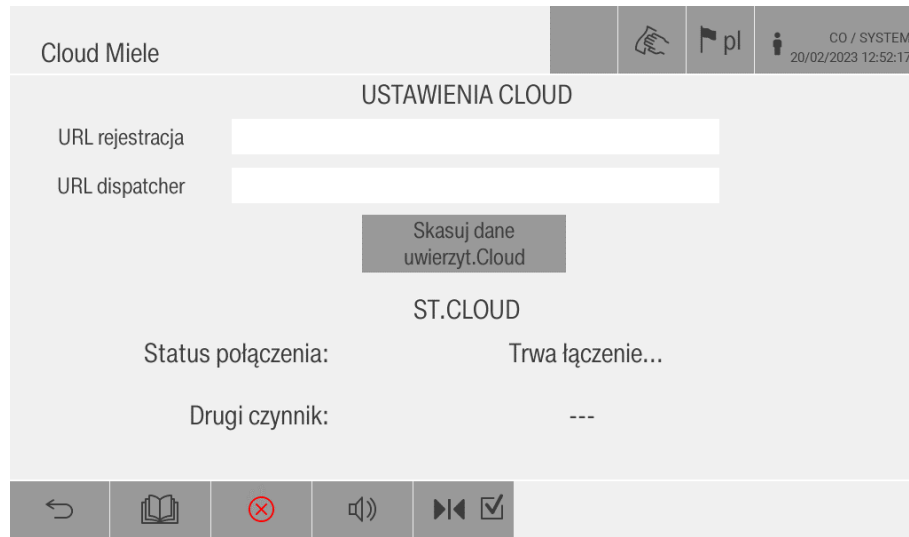 Cloud Miele
pl
CO / SYSTEM
20/02/2023 12:52:17
USTAWIENIA CLOUD
URL rejestracja
URL dispatcher
Skasuj dane
uwierzyt.Cloud
ST.CLOUD
Status połączenia: Trwa łączenie...
Drugi czynnik: ---